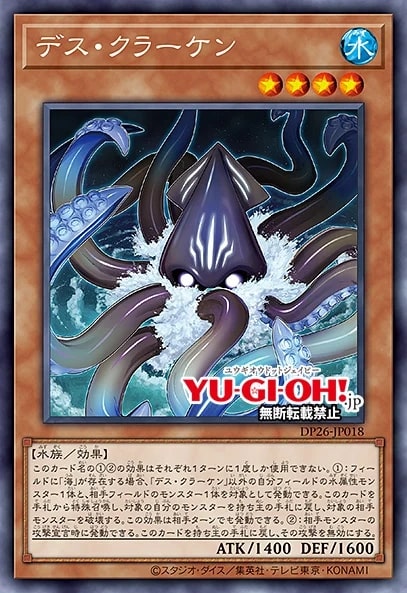 デス・クラーケン
水
ユウギオウドットジェイピー
YU-GI-OH!.jp
無断転載禁止
DP26-JP018
【水族／効果】
このカード名の①②の効果はそれぞれ1ターンに1度しか使用できない。①：フィー
ルドに「海」が存在する場合、「デス・クラーケン」以外の自分フィールドの水属性モン
スター1体と、相手フィールドのモンスター1体を対象として発動できる。このカードを
手札から特殊召喚し、対象の自分のモンスターを持ち主の手札に戻し、対象の相手の
モンスターを破壊する。この効果は相手ターンでも発動できる。②：相手モンスターの
攻撃宣言時に発動できる。このカードを持ち主の手札に戻し、その攻撃を無効にする。
ATK/1400 DEF/1600
©スタジオ・ダイス／集英社・テレビ東京・KONAMI